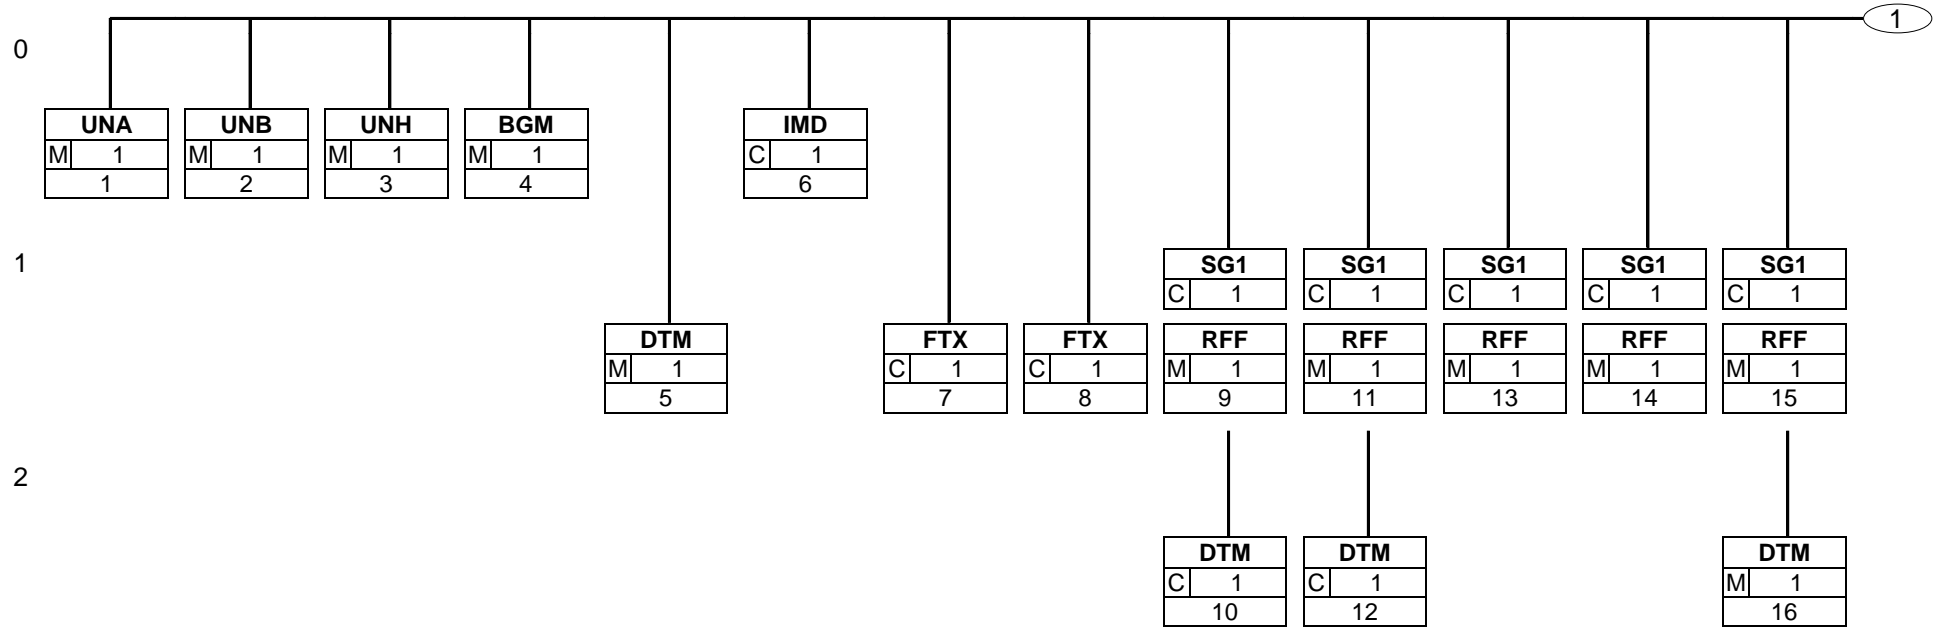 1
0
UNA UNB UNH BGM IMD
M 1 M 1 M 1 M 1 C 1
1 2 3 4 6
1
SG1 SG1 SG1 SG1 SG1
C 1 C 1 C 1 C 1 C 1
DTM FTX FTX RFF RFF RFF RFF RFF
M 1 C 1 C 1 M 1 M 1 M 1 M 1 M 1
5 7 8 9 11 13 14 15
2
DTM DTM DTM
C 1 C 1 M 1
10 12 16